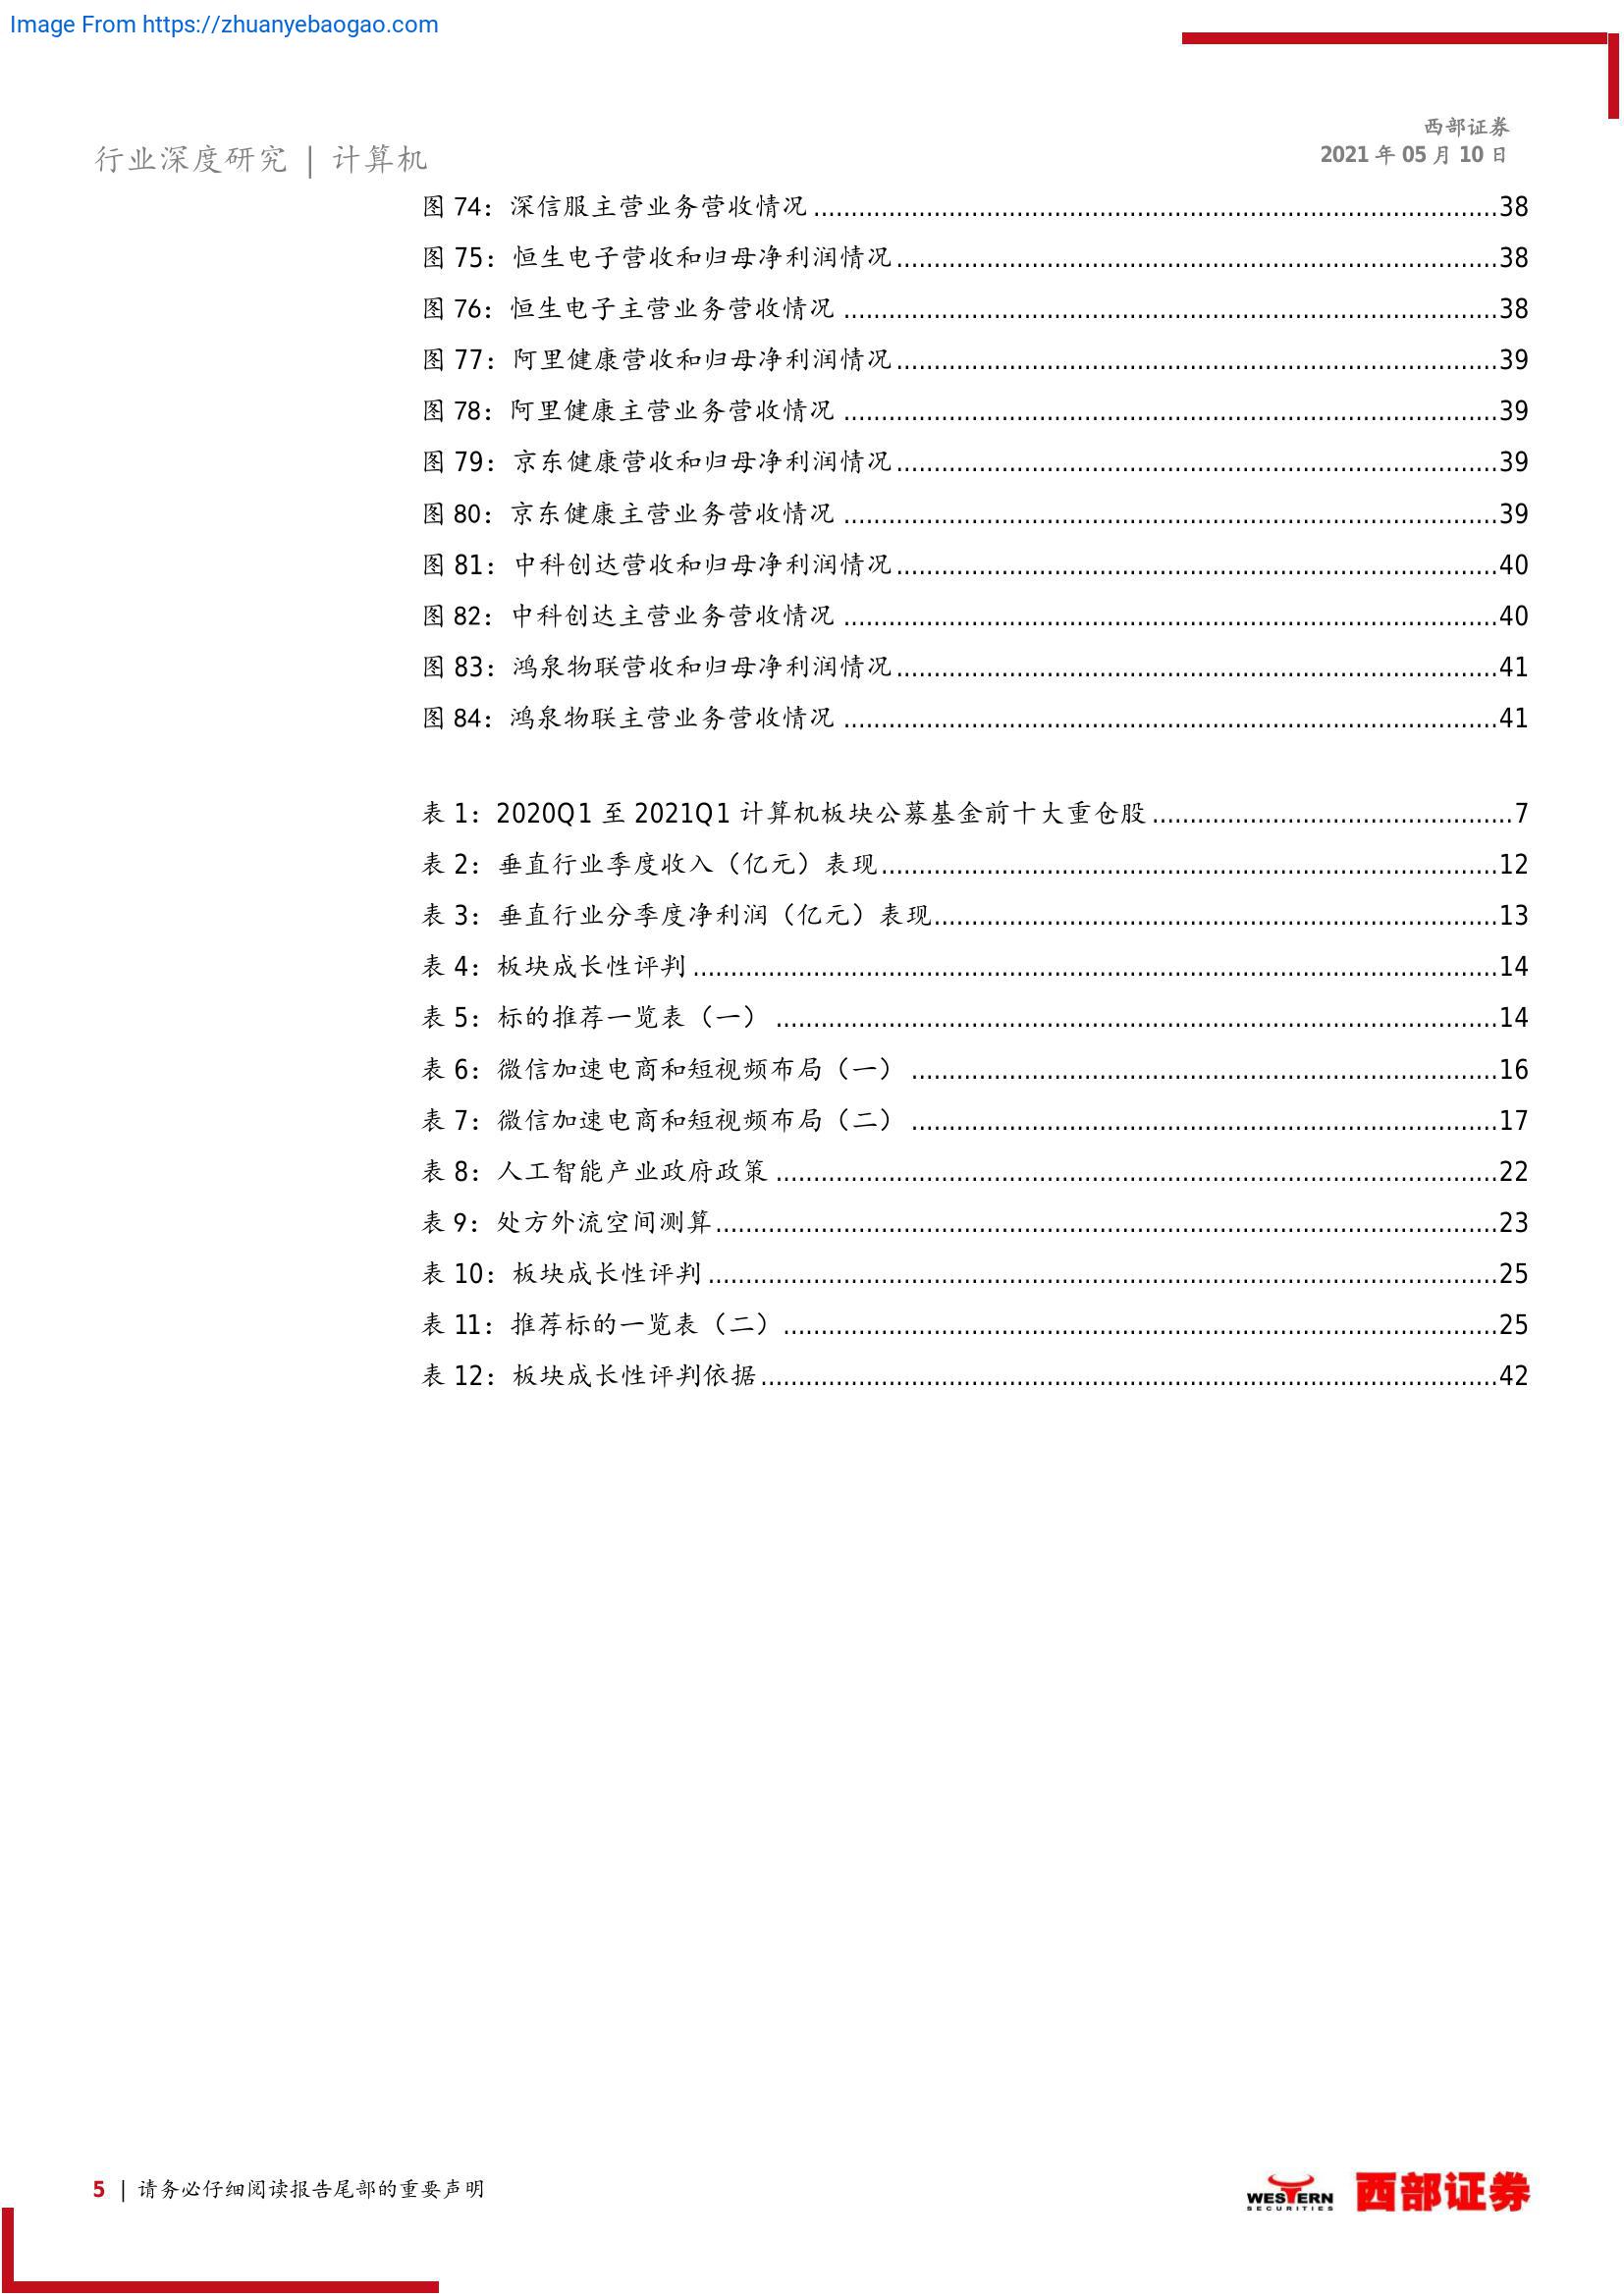 Image From https://zhuanyebaogao.com
西部证券
行业深度研究 | 计算机
2021 年 05 月 10 日
图 74：深信服主营业务营收情况 ........................................................................................38
图 75：恒生电子营收和归母净利润情况 ..............................................................................38
图 76：恒生电子主营业务营收情况 ....................................................................................38
图 77：阿里健康营收和归母净利润情况 ..............................................................................39
图 78：阿里健康主营业务营收情况 ....................................................................................39
图 79：京东健康营收和归母净利润情况 ..............................................................................39
图 80：京东健康主营业务营收情况 ....................................................................................39
图 81：中科创达营收和归母净利润情况 ..............................................................................40
图 82：中科创达主营业务营收情况 ....................................................................................40
图 83：鸿泉物联营收和归母净利润情况 ..............................................................................41
图 84：鸿泉物联主营业务营收情况 ....................................................................................41
表 1：2020Q1 至 2021Q1 计算机板块公募基金前十大重仓股 ................................................7
表 2：垂直行业季度收入（亿元）表现 ................................................................................12
表 3：垂直行业分季度净利润（亿元）表现 .........................................................................13
表 4：板块成长性评判 ........................................................................................................14
表 5：标的推荐一览表（一） ..............................................................................................14
表 6：微信加速电商和短视频布局（一） ............................................................................16
表 7：微信加速电商和短视频布局（二） ............................................................................17
表 8：人工智能产业政府政策 ..............................................................................................22
表 9：处方外流空间测算 .....................................................................................................23
表 10：板块成长性评判 ......................................................................................................25
表 11：推荐标的一览表（二） ............................................................................................25
表 12：板块成长性评判依据 ................................................................................................42
5 | 请务必仔细阅读报告尾部的重要声明
WESTERN
SECURITIES
西部证券